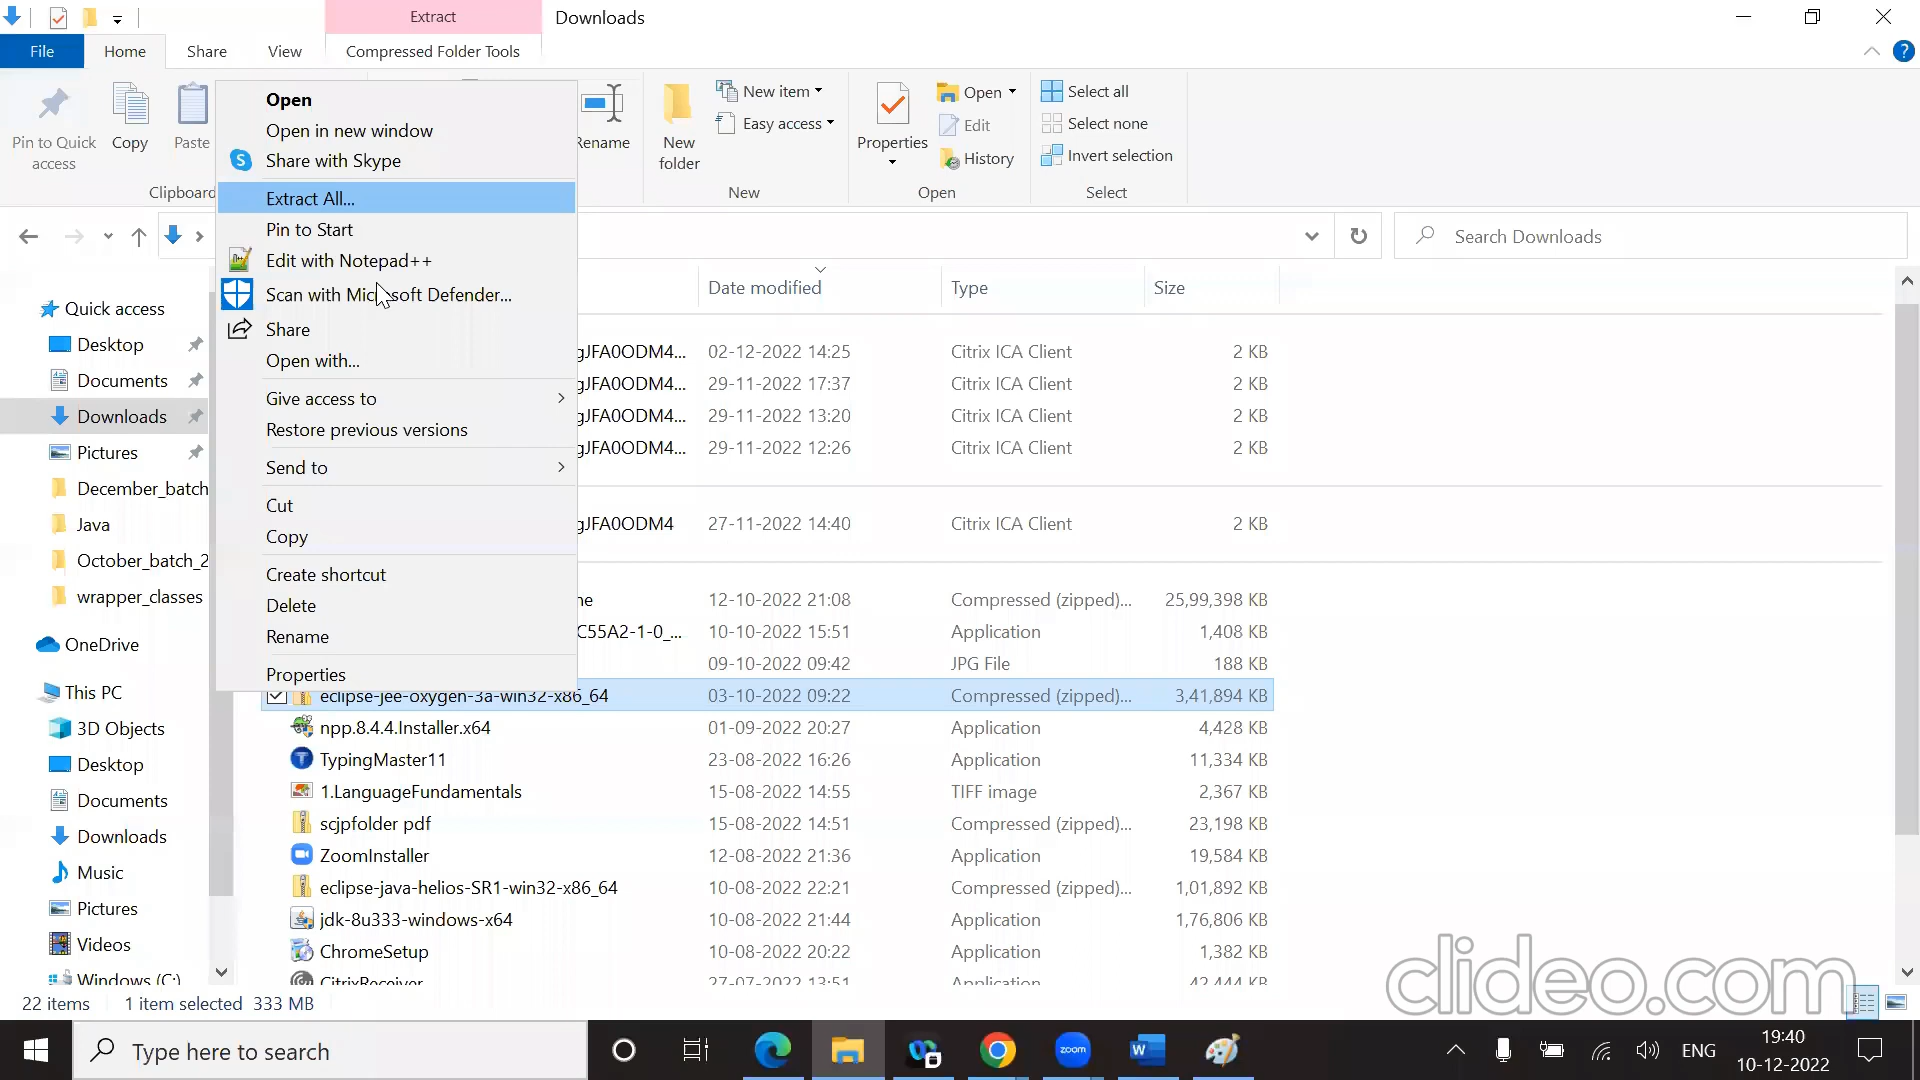 Extract
Downloads
File
Home
Share
View
Compressed Folder Tools
Pin to Quick
access
Copy
Paste
Clipboard
Rename
New
folder
New item
Easy access
New
Properties
Open
Edit
History
Open
Select all
Select none
Invert selection
Select
Open
Open in new window
Share with Skype
Extract All...
Pin to Start
Edit with Notepad++
Scan with Microsoft Defender...
Share
Open with...
Give access to
Restore previous versions
Send to
Cut
Copy
Create shortcut
Delete
Rename
Properties
Search Downloads
Quick access
Desktop
Documents
Downloads
Pictures
December_batch
Java
October_batch_2
wrapper_classes
OneDrive
This PC
3D Objects
Desktop
Documents
Downloads
Music
Pictures
Videos
Windows (C:)
Date modified Type Size
gJFA0ODM4... 02-12-2022 14:25 Citrix ICA Client 2 KB
gJFA0ODM4... 29-11-2022 17:37 Citrix ICA Client 2 KB
gJFA0ODM4... 29-11-2022 13:20 Citrix ICA Client 2 KB
gJFA0ODM4... 29-11-2022 12:26 Citrix ICA Client 2 KB
gJFA0ODM4 27-11-2022 14:40 Citrix ICA Client 2 KB
ne 12-10-2022 21:08 Compressed (zipped)... 25,99,398 KB
C55A2-1-0_... 10-10-2022 15:51 Application 1,408 KB
09-10-2022 09:42 JPG File 188 KB
eclipse-jee-oxygen-3a-win32-x86_64 03-10-2022 09:22 Compressed (zipped)... 3,41,894 KB
npp.8.4.4.Installer.x64 01-09-2022 20:27 Application 4,428 KB
TypingMaster11 23-08-2022 16:26 Application 11,334 KB
1.LanguageFundamentals 15-08-2022 14:55 TIFF image 2,367 KB
scjpfolder pdf 15-08-2022 14:51 Compressed (zipped)... 23,198 KB
ZoomInstaller 12-08-2022 21:36 Application 19,584 KB
eclipse-java-helios-SR1-win32-x86_64 10-08-2022 22:21 Compressed (zipped)... 1,01,892 KB
jdk-8u333-windows-x64 10-08-2022 21:44 Application 1,76,806 KB
ChromeSetup 10-08-2022 20:22 Application 1,382 KB
CitrixReceiver 27-07-2022 13:51 Application 42,444 KB
clideo.com
22 items 1 item selected 333 MB
Type here to search
zoom
ENG
19:40
10-12-2022